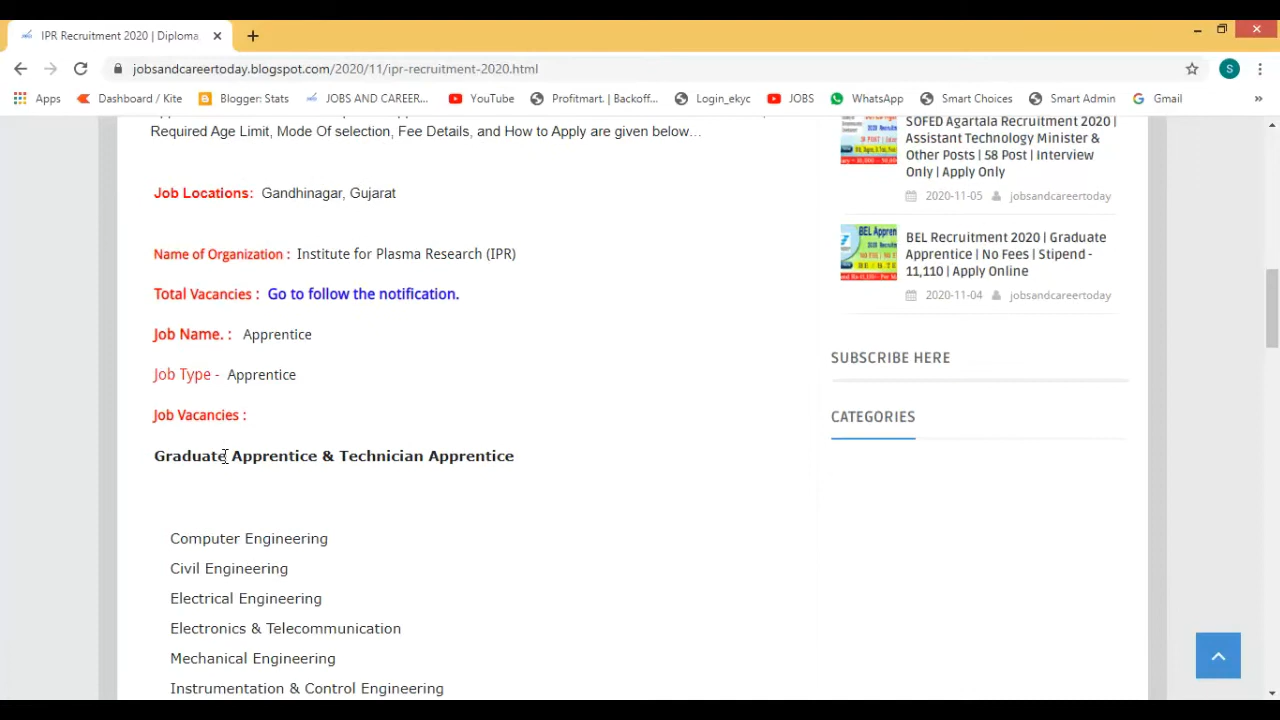 IPR Recruitment 2020 | Diploma
jobsandcareertoday.blogspot.com/2020/11/ipr-recruitment-2020.html
S
Apps
Dashboard / Kite
Blogger: Stats
JOBS AND CAREER...
YouTube
Profitmart. | Backoff...
Login_ekyc
JOBS
WhatsApp
Smart Choices
Smart Admin
Gmail
»
Required Age Limit, Mode Of selection, Fee Details, and How to Apply are given below...
Job Locations: Gandhinagar, Gujarat
Name of Organization : Institute for Plasma Research (IPR)
Total Vacancies : Go to follow the notification.
Job Name. : Apprentice
Job Type - Apprentice
Job Vacancies :
Graduate Apprentice & Technician Apprentice
Computer Engineering
Civil Engineering
Electrical Engineering
Electronics & Telecommunication
Mechanical Engineering
Instrumentation & Control Engineering
SOFED Agartala Recruitment 2020 |
Assistant Technology Minister &
Other Posts | 58 Post | Interview
Only | Apply Only
2020-11-05 jobsandcareertoday
BEL Recruitment 2020 | Graduate
Apprentice | No Fees | Stipend -
11,110 | Apply Online
2020-11-04 jobsandcareertoday
SUBSCRIBE HERE
CATEGORIES